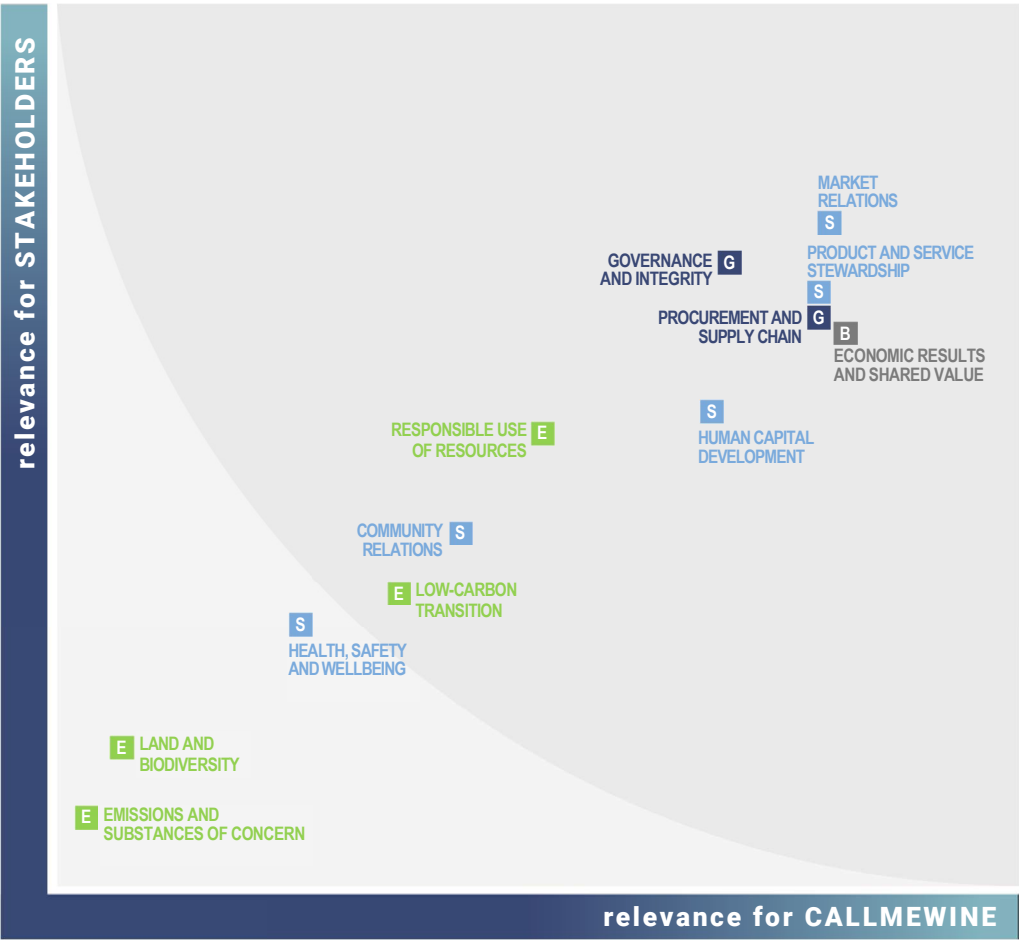 relevance for STAKEHOLDERS
MARKET
RELATIONS
S
GOVERNANCE
AND INTEGRITY
G
PRODUCT AND SERVICE
STEWARDSHIP
S
PROCUREMENT AND
SUPPLY CHAIN
G
B
ECONOMIC RESULTS
AND SHARED VALUE
S
HUMAN CAPITAL
DEVELOPMENT
RESPONSIBLE USE
OF RESOURCES
E
COMMUNITY
RELATIONS
S
E
LOW-CARBON
TRANSITION
S
HEALTH, SAFETY
AND WELLBEING
E
LAND AND
BIODIVERSITY
E
EMISSIONS AND
SUBSTANCES OF CONCERN
relevance for CALLMEWINE